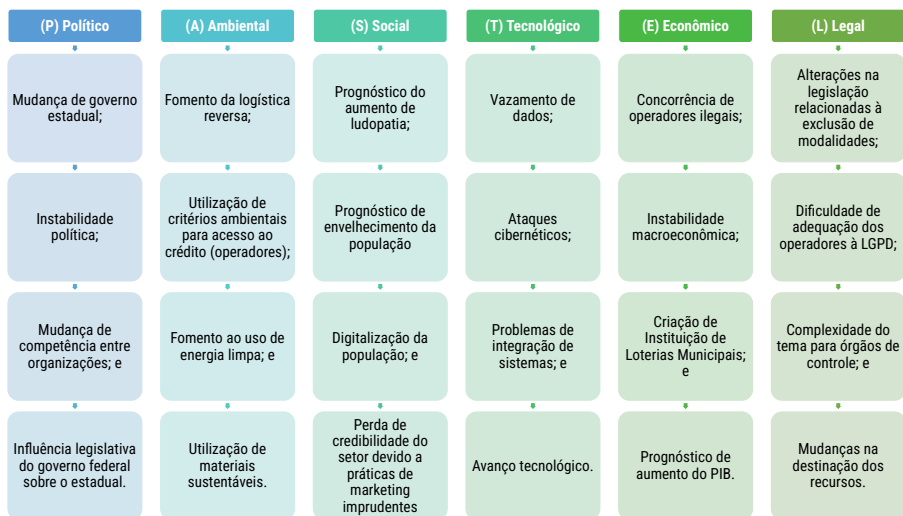 (P) Político
Mudança de governo
estadual;
Instabilidade
política;
Mudança de
competência entre
organizações; e
Influência legislativa
do governo federal
sobre o estadual.
(A) Ambiental
Fomento da logística
reversa;
Utilização de
critérios ambientais
para acesso ao
crédito (operadores);
Fomento ao uso de
energia limpa; e
Utilização de
materiais
sustentáveis.
(S) Social
Prognóstico do
aumento de
ludopatia;
Prognóstico de
envelhecimento da
população
Digitalização da
população; e
Perda de
credibilidade do
setor devido a
práticas de
marketing
imprudentes
(T) Tecnológico
Vazamento de
dados;
Ataques
cibernéticos;
Problemas de
integração de
sistemas; e
Avanço tecnológico.
(E) Econômico
Concorrência de
operadores ilegais;
Instabilidade
macroeconômica;
Criação de
Instituição de
Loterias Municipais;
e
Prognóstico de
aumento do PIB.
(L) Legal
Alterações na
legislação
relacionadas à
exclusão de
modalidades;
Dificuldade de
adequação dos
operadores à LGPD;
Complexidade do
tema para órgãos de
controle; e
Mudanças na
destinação dos
recursos.